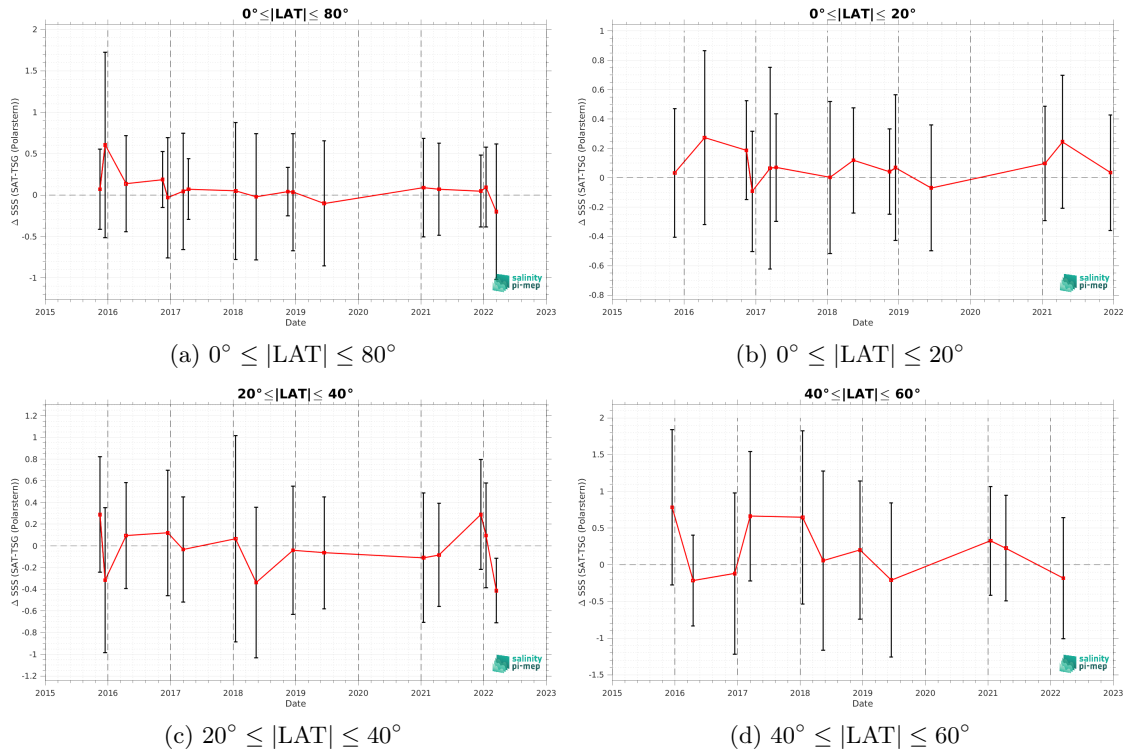 0°≤|LAT|≤ 80°
Δ SSS (SAT-TSG (Polarstern))
2
1.5
1
0.5
0
-0.5
-1
2015 2016 2017 2018 2019 2020 2021 2022 2023
Date
salinity
pi-mep
(a) 0° ≤ |LAT| ≤ 80°
0°≤|LAT|≤ 20°
Δ SSS (SAT-TSG (Polarstern))
1
0.8
0.6
0.4
0.2
0
-0.2
-0.4
-0.6
-0.8
2015 2016 2017 2018 2019 2020 2021 2022
Date
salinity
pi-mep
(b) 0° ≤ |LAT| ≤ 20°
20°≤|LAT|≤ 40°
Δ SSS (SAT-TSG (Polarstern))
1.2
1
0.8
0.6
0.4
0.2
0
-0.2
-0.4
-0.6
-0.8
-1
-1.2
2015 2016 2017 2018 2019 2020 2021 2022 2023
Date
salinity
pi-mep
(c) 20° ≤ |LAT| ≤ 40°
40°≤|LAT|≤ 60°
Δ SSS (SAT-TSG (Polarstern))
2
1.5
1
0.5
0
-0.5
-1
-1.5
2015 2016 2017 2018 2019 2020 2021 2022 2023
Date
salinity
pi-mep
(d) 40° ≤ |LAT| ≤ 60°